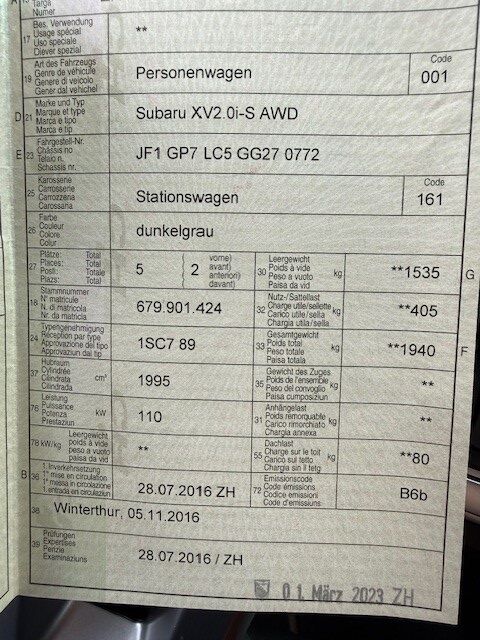 Targa
Numer
17 Bes. Verwendung
Usage spécial
Uso speciale
Diever spezial
**
19 Art des Fahrzeugs
Genre de véhicule
Genere di veicolo
Gener dal vehichel
Personenwagen
Code
001
D 21 Marke und Typ
Marque et type
Marca e tipo
Marca e tip
Subaru XV2.0i-S AWD
E 23 Fahrgestell-Nr.
Châssis no
Telaio n.
Schassis nr.
JF1 GP7 LC5 GG27 0772
25 Karosserie
Carrosserie
Carrozzeria
Carossaria
Stationswagen
Code
161
26 Farbe
Couleur
Colore
Colur
dunkelgrau
27 Plätze: Total
Places: Total
Posti: Totale
Plazs: Total
5
2
vorne)
avant)
anteriori)
davant)
30 Leergewicht
Poids à vide
Peso a vuoto
Paisa da vid
kg
**1535
G
18 Stammnummer
N° matricule
N. di matricola
Nr. da matricla
679.901.424
32 Nutz-/Sattellast
Charge utile/sellette
Carico utile/sella
Chargia utila/sella
kg
**405
24 Typengenehmigung
Réception par type
Approvazione del tipo
Approvaziun dal tip
1SC7 89
33 Gesamtgewicht
Poids total
Peso totale
Paisa totala
kg
**1940
F
37 Hubraum
Cylindrée
Cilindrata
Cilindrada
cm³
1995
35 Gewicht des Zuges
Poids de l'ensemble
Peso del convoglio
Paisa cumposiziun
kg
**
76 Leistung
Puissance
Potenza
Prestaziun
kW
110
31 Anhängelast
Poids remorquable
Carico rimorchiato
Chargia annexa
kg
**
78 kW/kg
Leergewicht
poids à vide
peso a vuoto
paisa da vid
**
55 Dachlast
Charge sur le toit
Carico sul tetto
Chargia sin il tetg
kg
**80
B 36 1. Inverkehrsetzung
1re mise en circulation
1a messa in circolazione
1. entrada en circulaziun
28.07.2016 ZH
72 Emissionscode
Code émissions
Codice emissioni
Code d'emissiuns
B6b
38 Winterthur, 05.11.2016
39 Prüfungen
Expertises
Perizie
Examinaziuns
28.07.2016 / ZH
0 1. März 2023 ZH